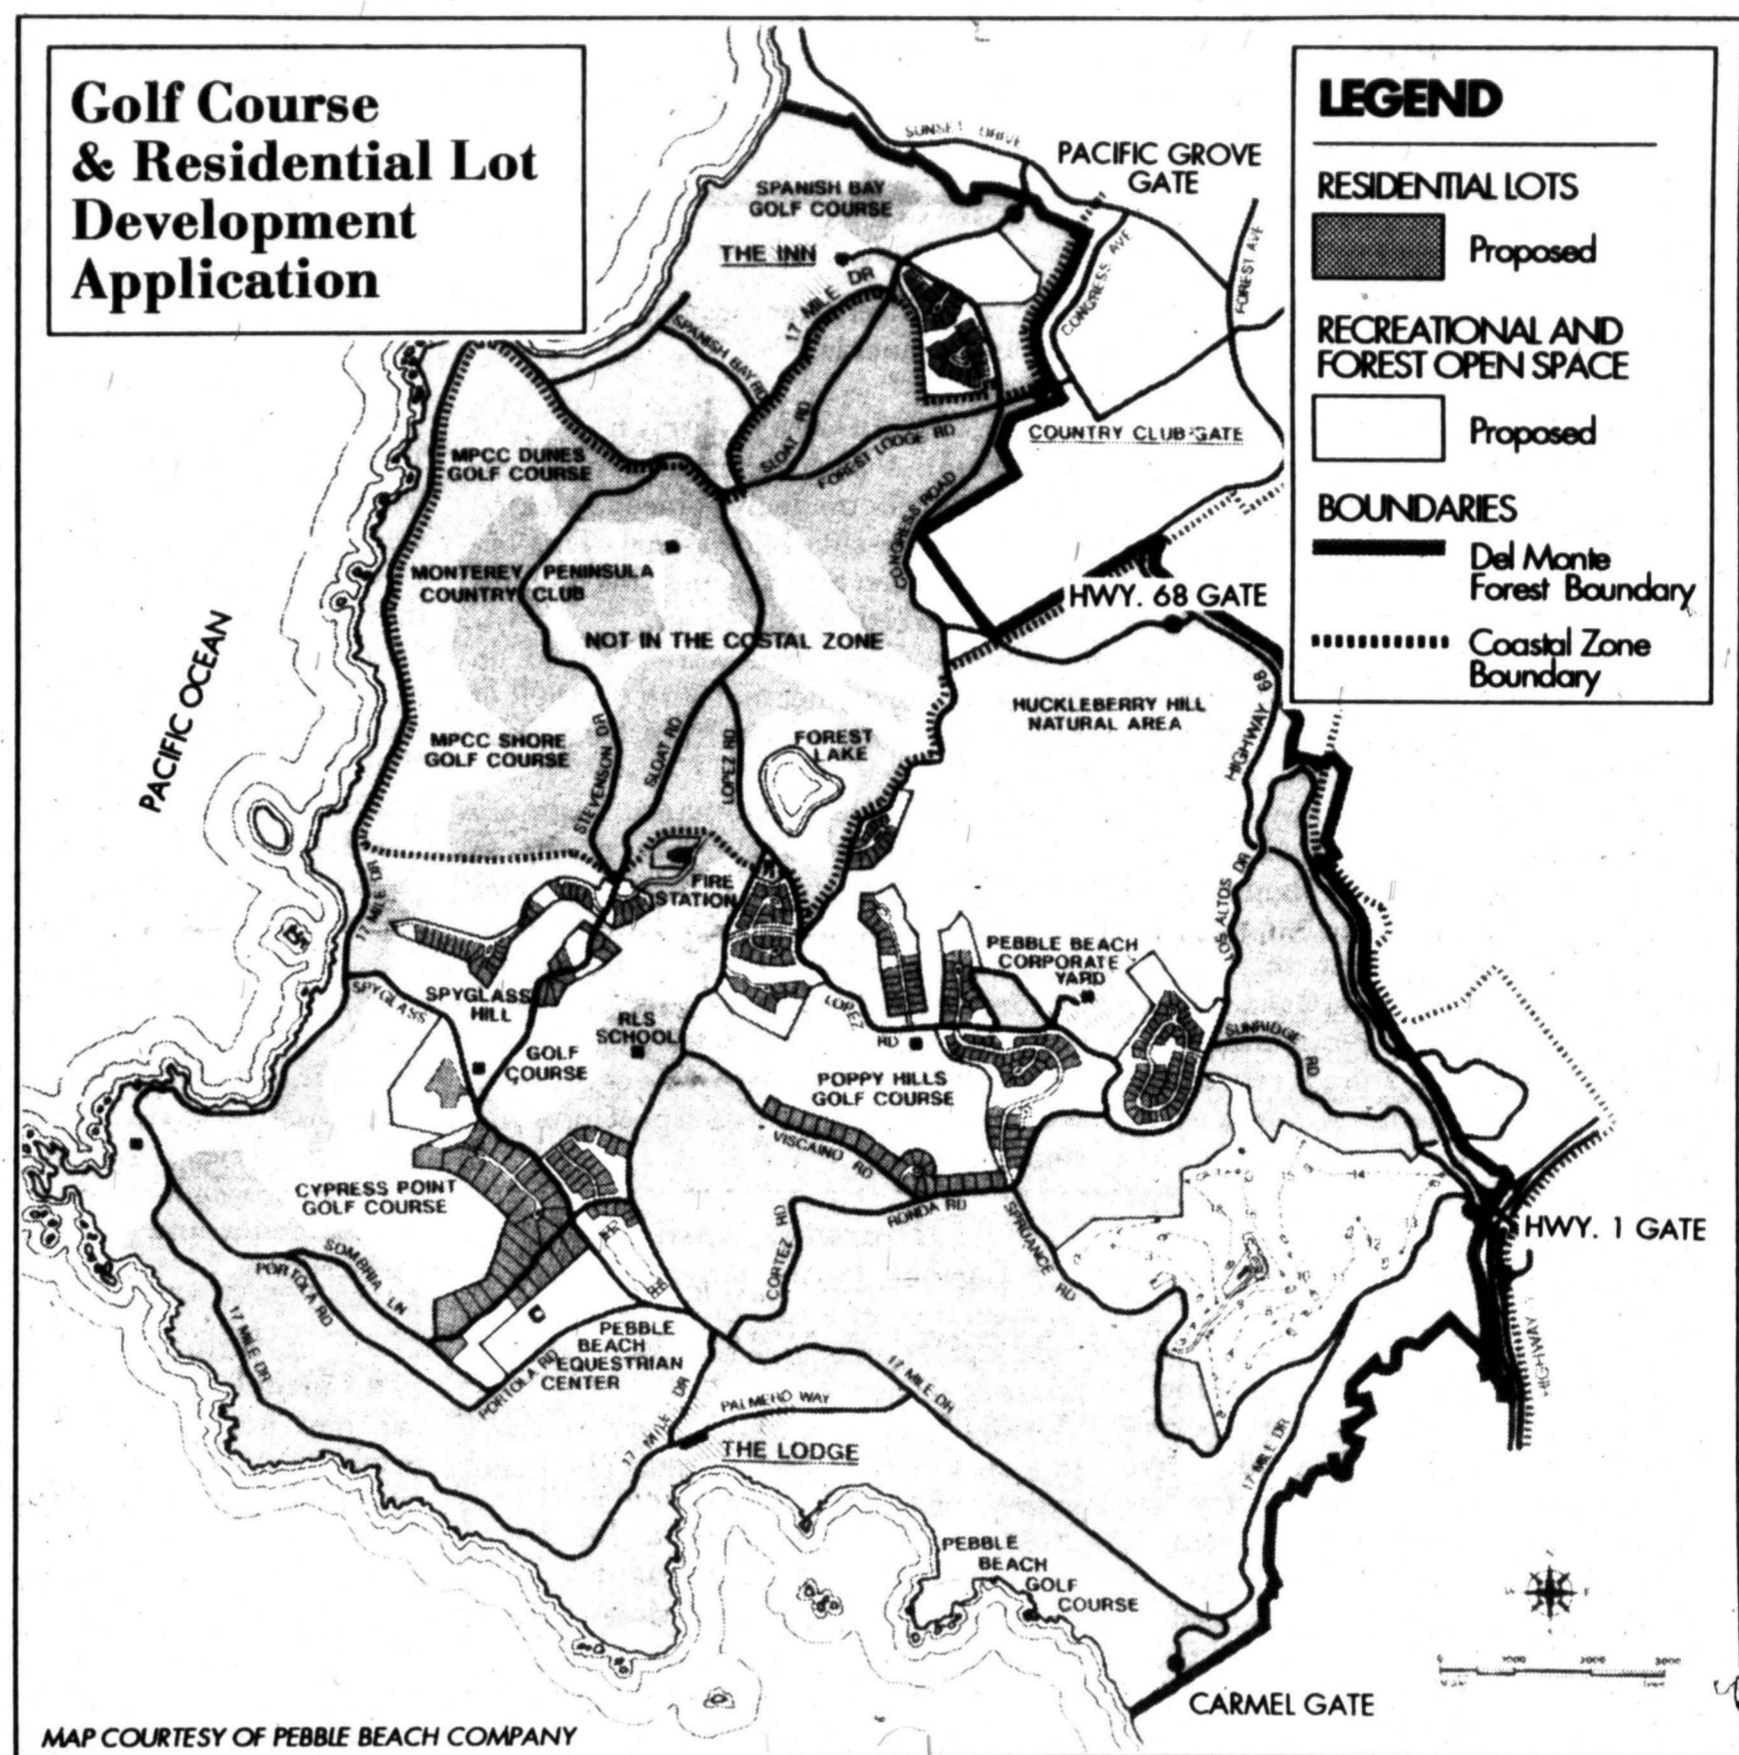 Golf Course
& Residential Lot
Development
Application
LEGEND
RESIDENTIAL LOTS
Proposed
RECREATIONAL AND
FOREST OPEN SPACE
Proposed
BOUNDARIES
Del Monte
Forest Boundary
Coastal Zone
Boundary
SUNSET DRIVE
PACIFIC GROVE
GATE
SPANISH BAY
GOLF COURSE
THE INN
17 MILE DR
CONGRESS AVE
FOREST AVE
SPANISH BAY RD
SLOAT RD
FOREST LODGE RD
COUNTRY CLUB GATE
CONGRESS ROAD
MPCC DUNES
GOLF COURSE
MONTEREY PENINSULA
COUNTRY CLUB
HWY. 68 GATE
NOT IN THE COSTAL ZONE
PACIFIC OCEAN
HUCKLEBERRY HILL
NATURAL AREA
HIGHWAY 68
MPCC SHORE
GOLF COURSE
STEVENSON DR
SLOAT RD
LOPEZ RD
FOREST
LAKE
17 MILE DR
FIRE
STATION
LOS ALTOS DR
PEBBLE BEACH
CORPORATE
YARD
SPYGLASS
SPYGLASS
HILL
GOLF
COURSE
RLS
SCHOOL
LOPEZ
RD
SUNRIDGE RD
POPPY HILLS
GOLF COURSE
VISCAINO RD
CYPRESS POINT
GOLF COURSE
RONDA RD
CORTEZ RD
SPRUANCE RD
HWY. 1 GATE
SOMBRIA LN
PORTOLA RD
17 MILE DR
PEBBLE
BEACH
EQUESTRIAN
CENTER
PORTOLA RD
17 MILE DR
PALMERO WAY
17 MILE DR
THE LODGE
17 MILE DR
HIGHWAY 1
PEBBLE
BEACH
GOLF
COURSE
0 1000 2000 3000
CARMEL GATE
MAP COURTESY OF PEBBLE BEACH COMPANY